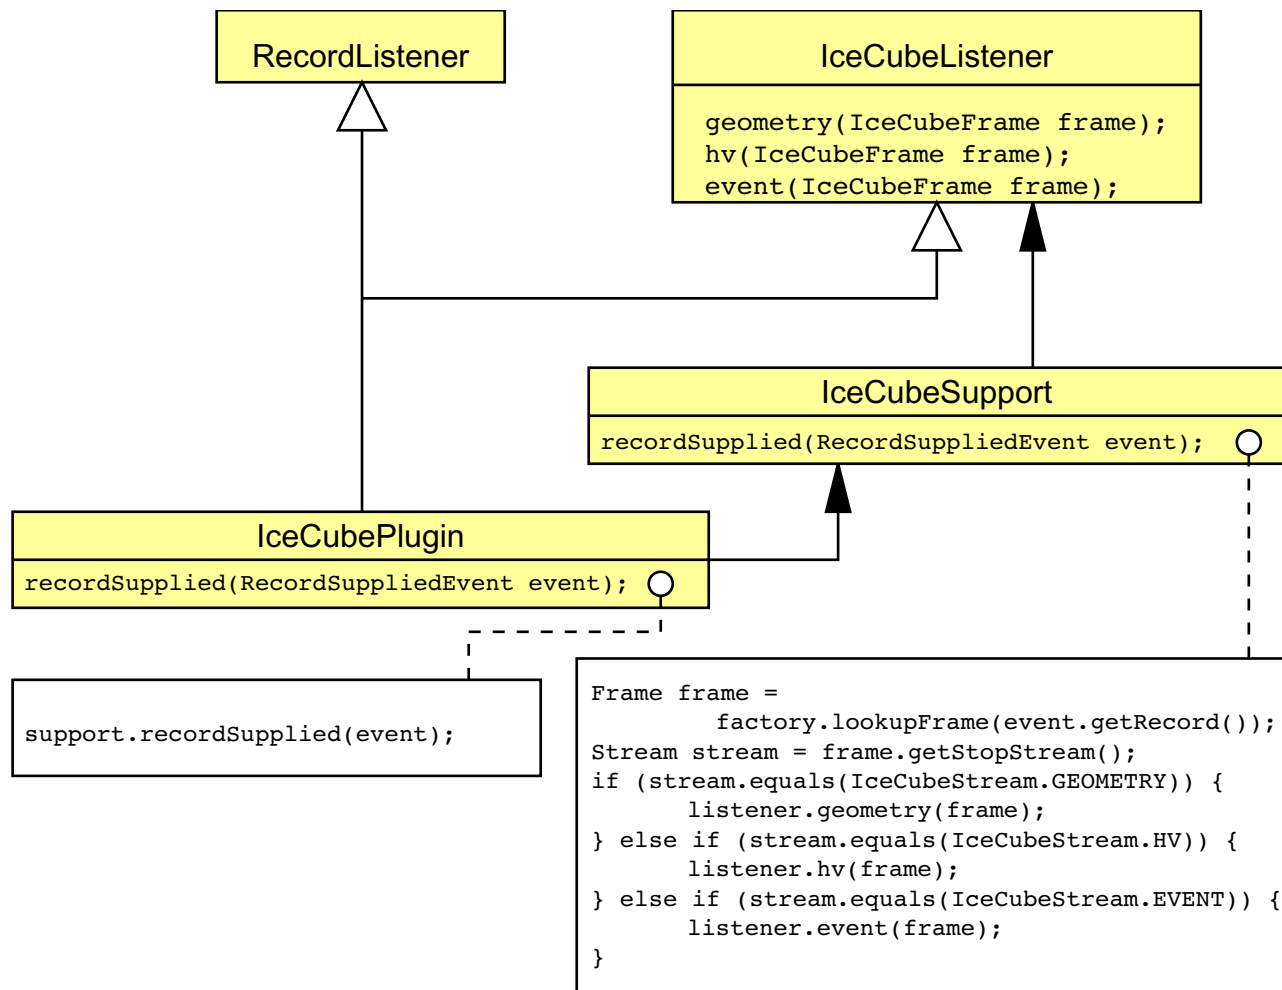 RecordListener
IceCubeListener
geometry(IceCubeFrame frame);
hv(IceCubeFrame frame);
event(IceCubeFrame frame);
IceCubeSupport
recordSupplied(RecordSuppliedEvent event);
IceCubePlugin
recordSupplied(RecordSuppliedEvent event);
support.recordSupplied(event);
Frame frame =
factory.lookupFrame(event.getRecord());
Stream stream = frame.getStopStream();
if (stream.equals(IceCubeStream.GEOMETRY)) {
listener.geometry(frame);
} else if (stream.equals(IceCubeStream.HV)) {
listener.hv(frame);
} else if (stream.equals(IceCubeStream.EVENT)) {
listener.event(frame);
}